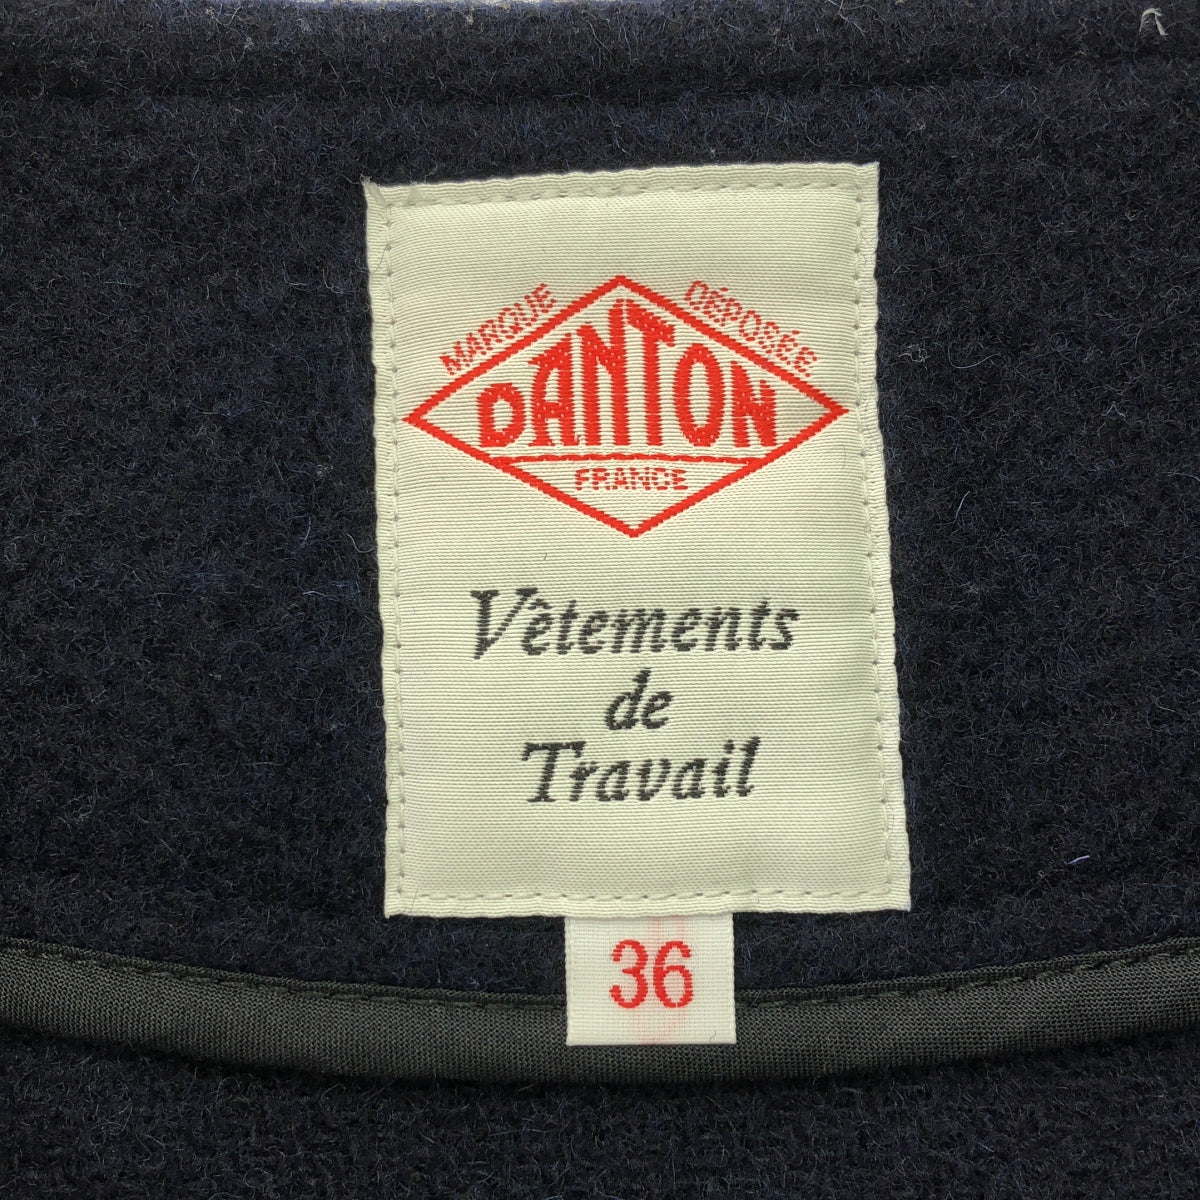 MARQUE DÉPOSÉE
DANTON
FRANCE
Vêtements
de
Travail
36